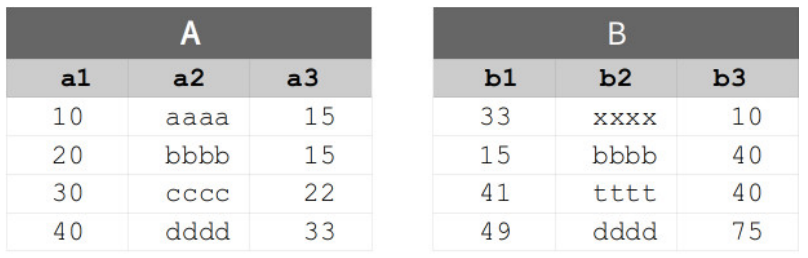 A B
a1 a2 a3 b1 b2 b3
10 aaaa 15 33 xxxx 10
20 bbbb 15 15 bbbb 40
30 cccc 22 41 tttt 40
40 dddd 33 49 dddd 75